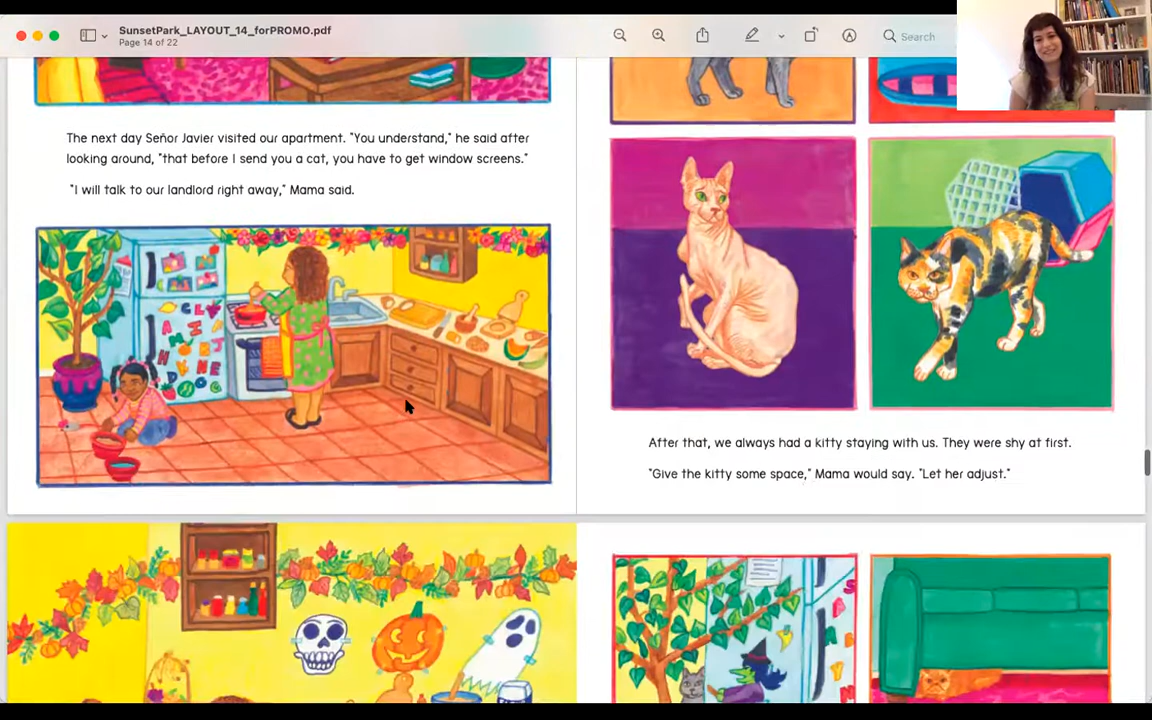 SunsetPark_LAYOUT_14_forPROMO.pdf
Page 14 of 22
Search
The next day Señor Javier visited our apartment. "You understand," he said after
looking around, "that before I send you a cat, you have to get window screens."
"I will talk to our landlord right away," Mama said.
After that, we always had a kitty staying with us. They were shy at first.
"Give the kitty some space," Mama would say. "Let her adjust."